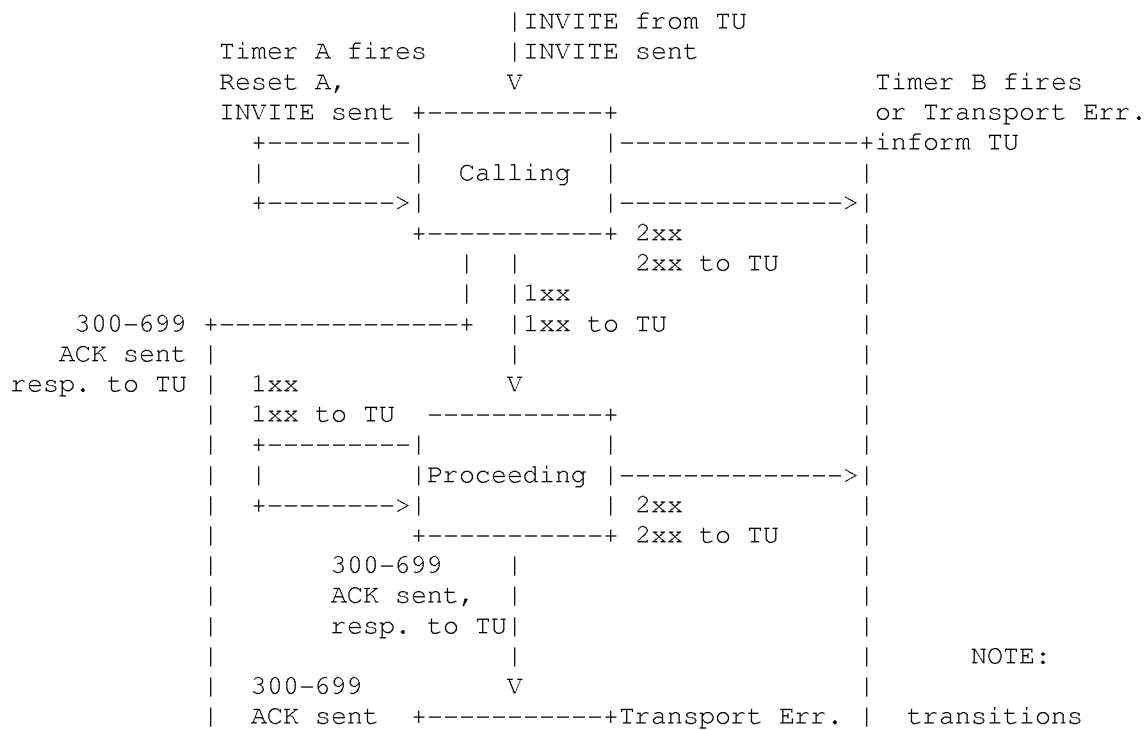 |INVITE from TU
Timer A fires |INVITE sent
Reset A, V Timer B fires
INVITE sent +-----------+ or Transport Err.
+---------| |---------------+inform TU
| | Calling | |
+-------->| |-------------->|
+-----------+ 2xx |
| | 2xx to TU |
| |1xx |
300-699 +---------------+ |1xx to TU |
ACK sent | | |
resp. to TU | 1xx V |
| 1xx to TU -----------+ |
| +---------| | |
| | |Proceeding |-------------->|
| +-------->| | 2xx |
| +-----------+ 2xx to TU |
| 300-699 | |
| ACK sent, | |
| resp. to TU| |
| | | NOTE:
| 300-699 V |
| ACK sent +-----------+Transport Err. | transitions